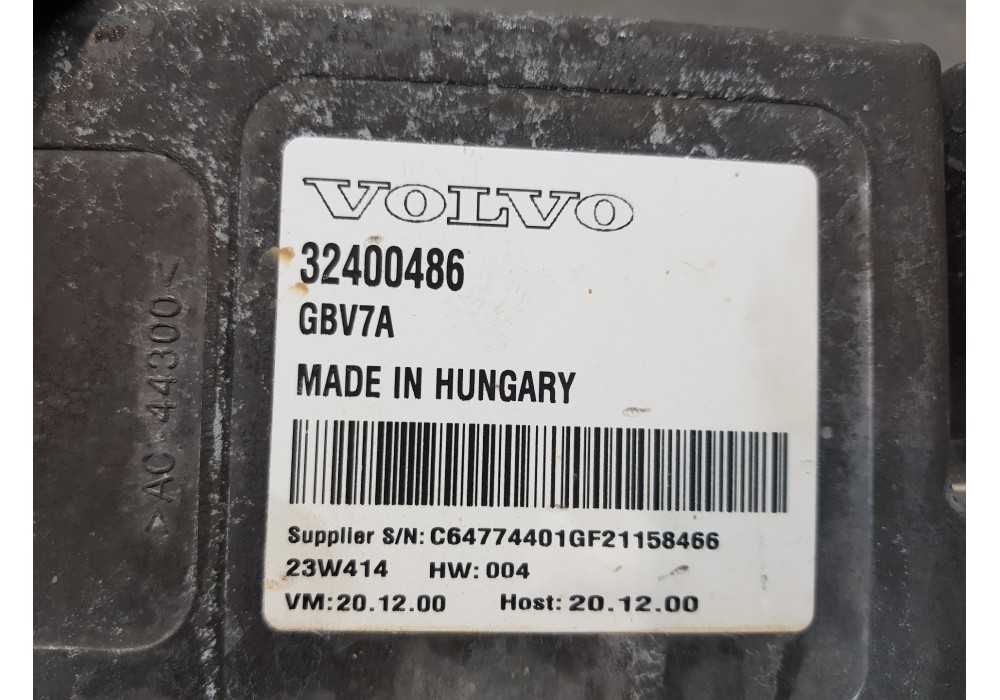 VOLVO
32400486
GBV7A
MADE IN HUNGARY
Supplier S/N: C64774401GF21158466
23W414 HW: 004
VM:20.12.00 Host: 20.12.00
>AC-44300<